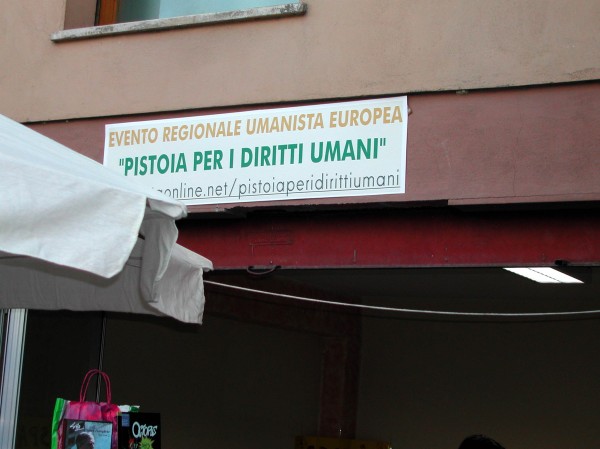 EVENTO REGIONALE UMANISTA EUROPEA
"PISTOIA PER I DIRITTI UMANI"
online.net/pistoiaperidirittiumani